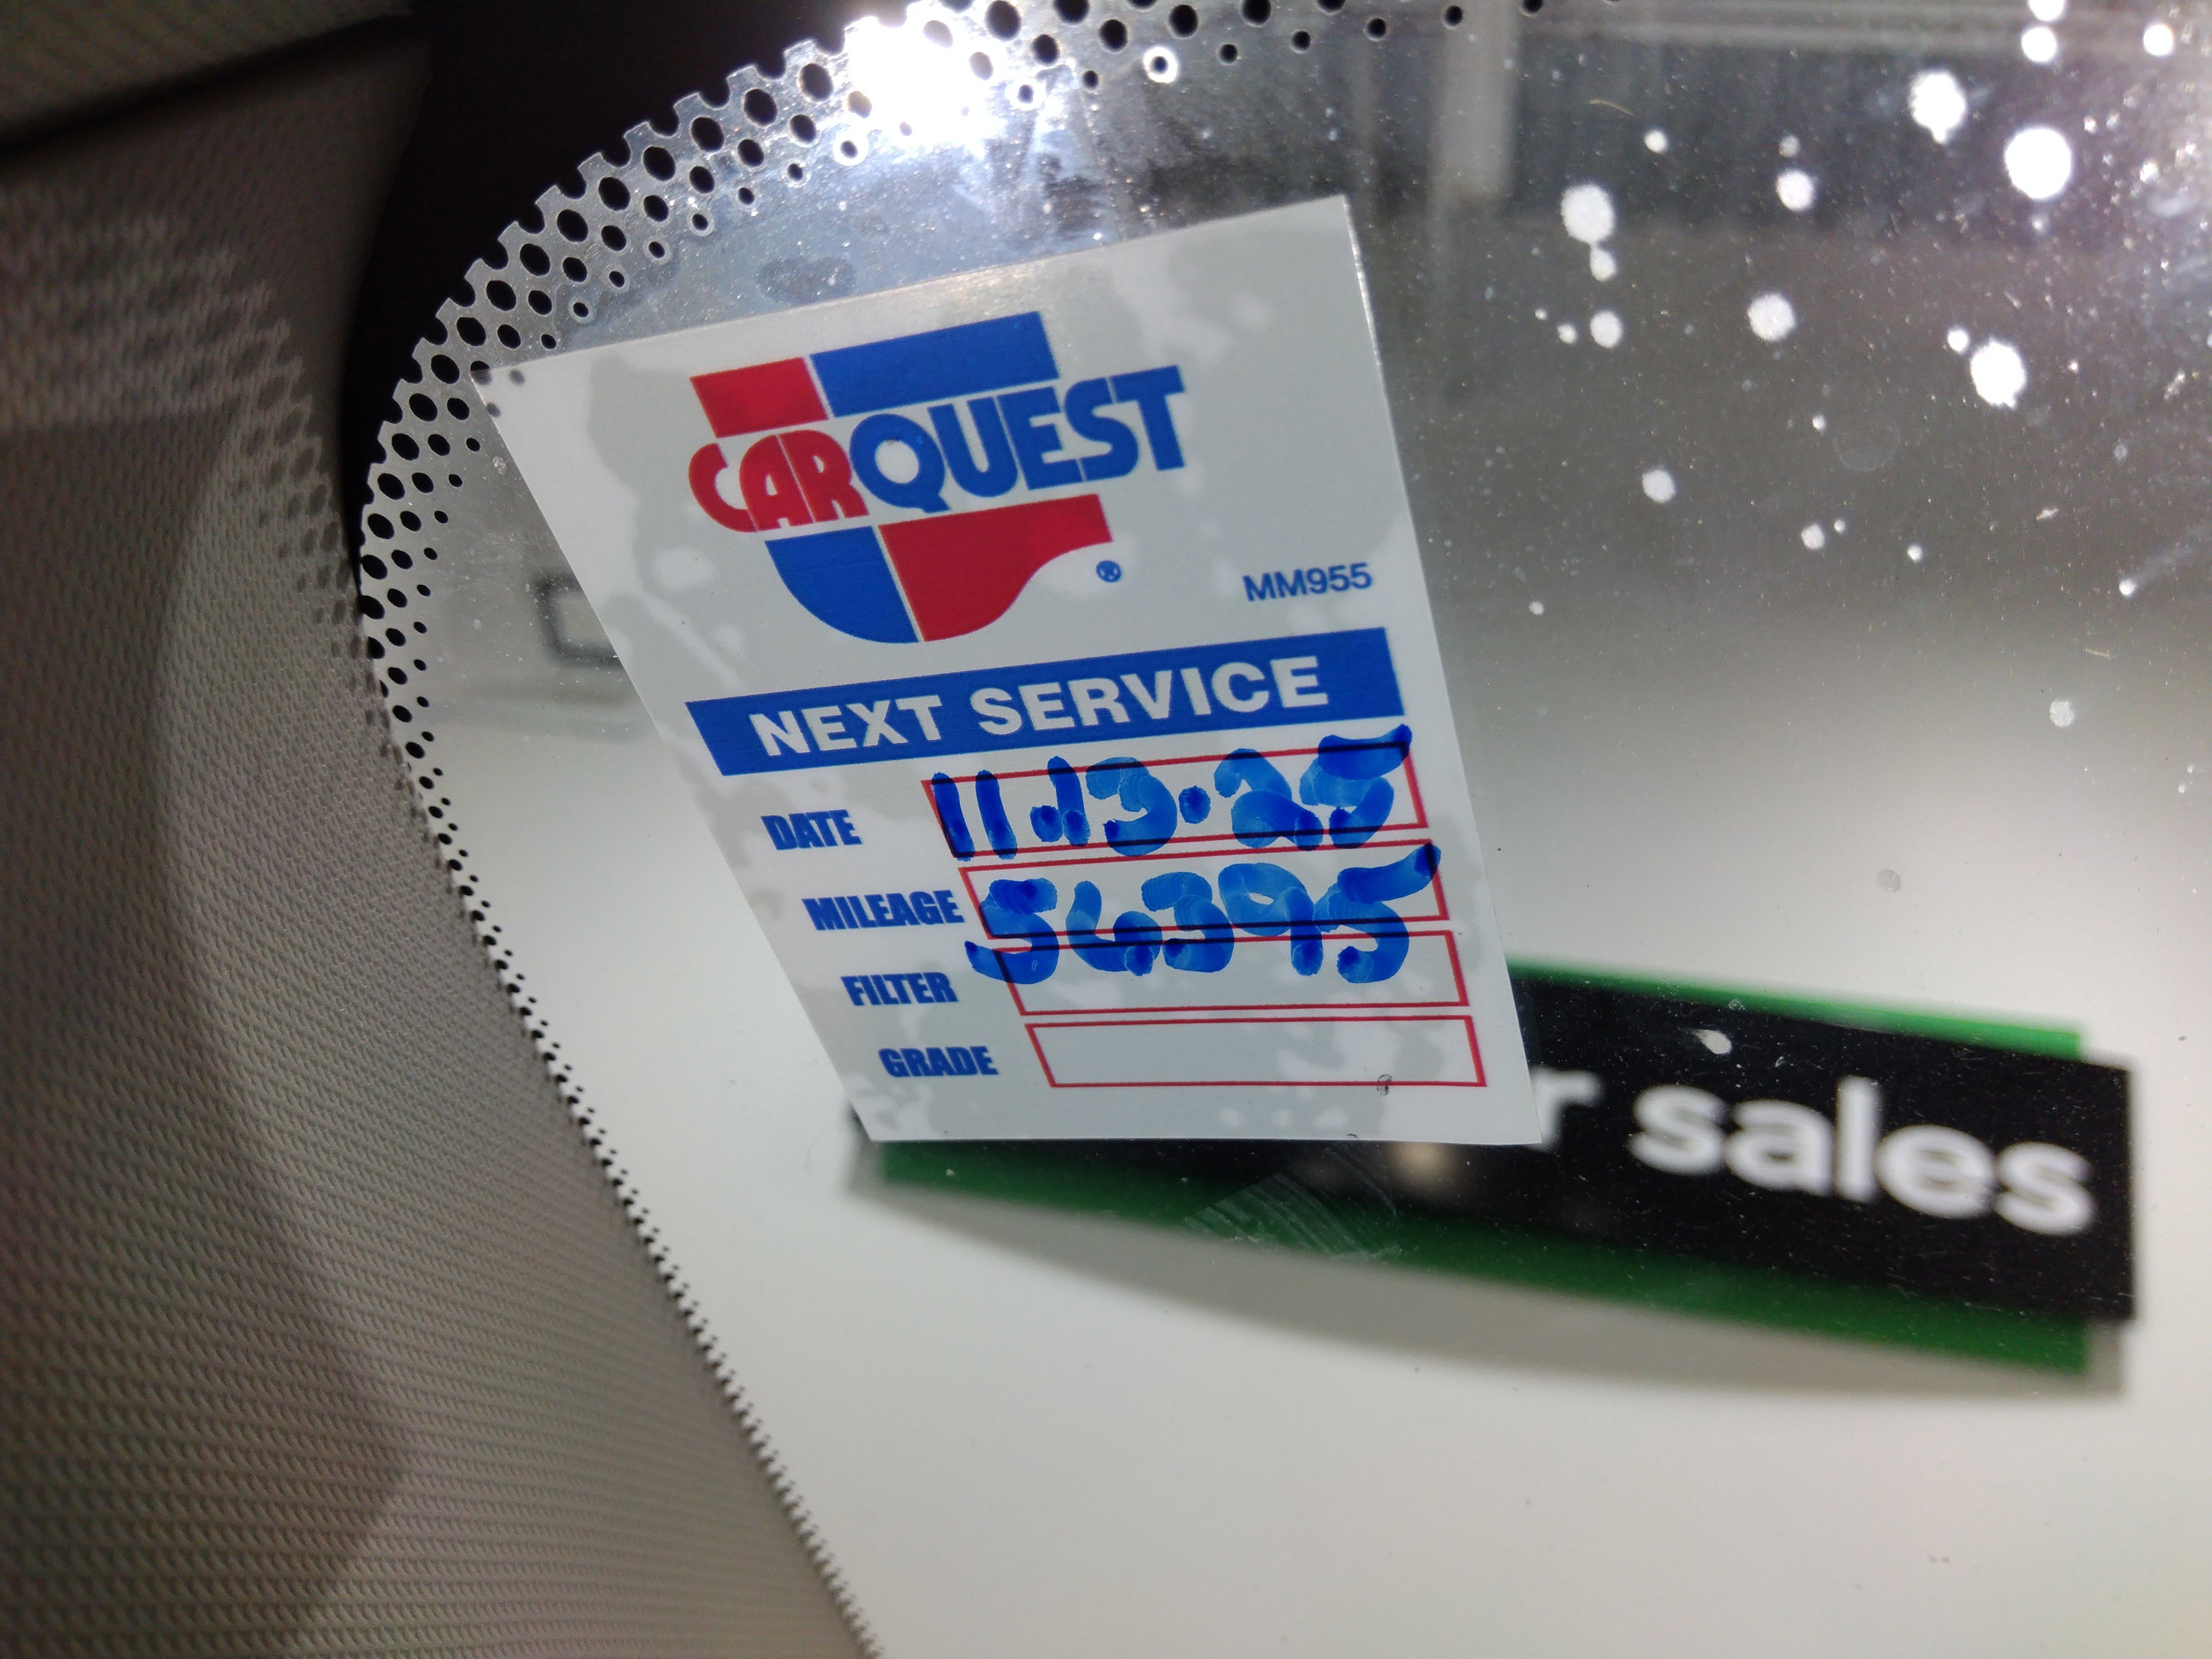 CARQUEST
®
MM955
NEXT SERVICE
DATE 11.13.25
MILEAGE 56395
FILTER
GRADE
sales